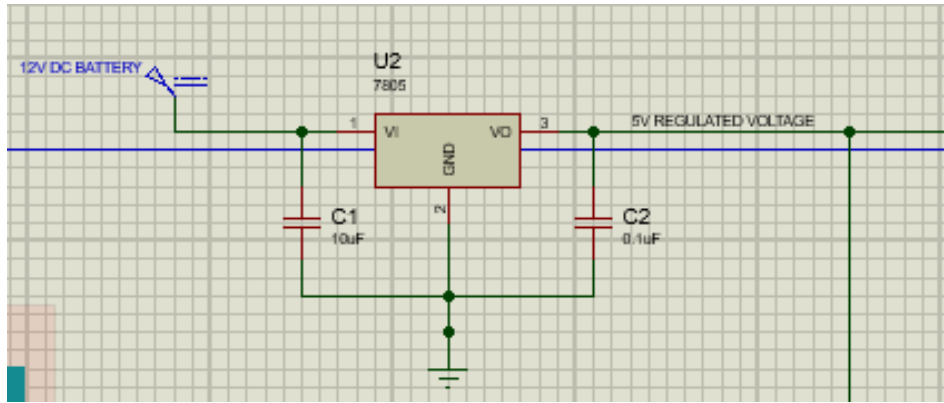 12V DC BATTERY
U2
7805
1
VI
VO
3
5V REGULATED VOLTAGE
GND
2
C1
10uF
C2
0.1uF